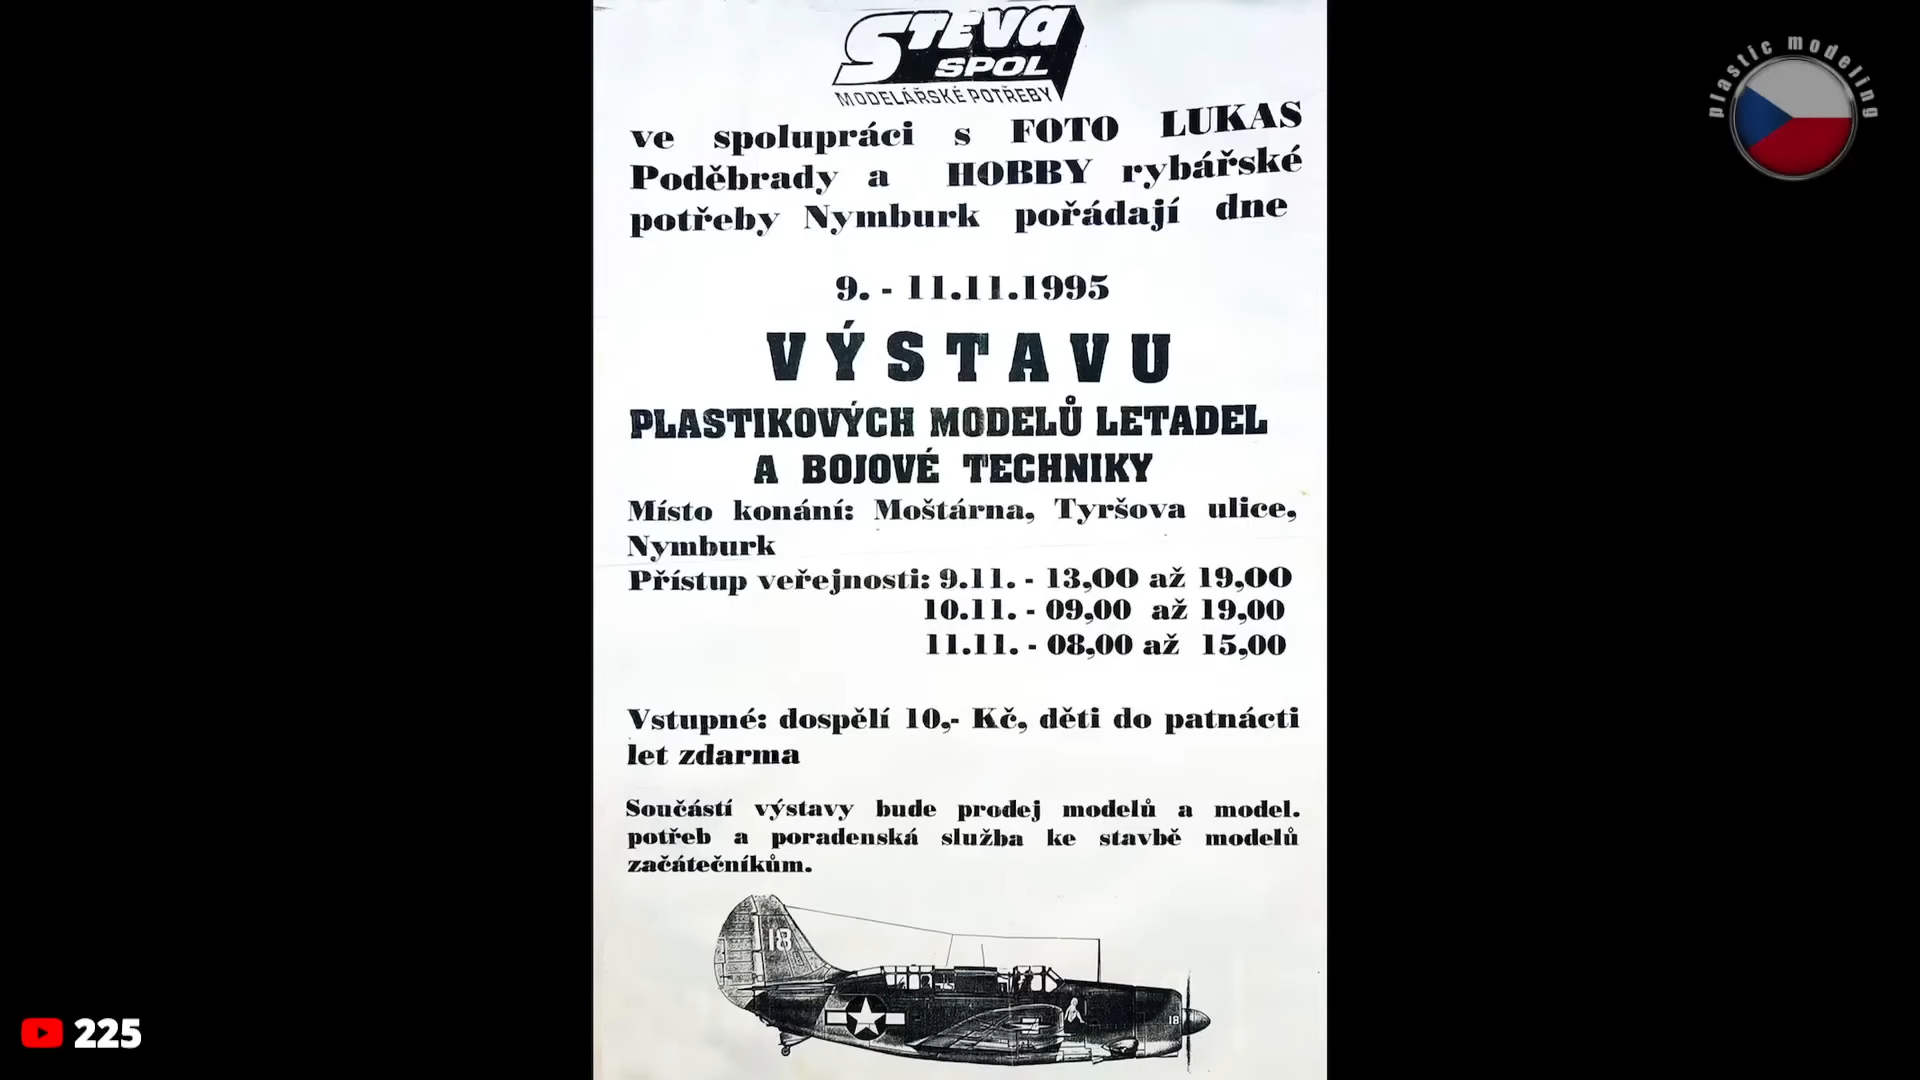 STEVA
SPOL
MODELÁŘSKÉ POTŘEBY
ve spolupráci s FOTO LUKAS
Poděbrady a HOBBY rybářské
potřeby Nymburk pořádají dne
9. - 11.11.1995
VÝSTAVU
PLASTIKOVÝCH MODELŮ LETADEL
A BOJOVÉ TECHNIKY
Místo konání: Moštárna, Tyršova ulice,
Nymburk
Přístup veřejnosti: 9.11. - 13,00 až 19,00
10.11. - 09,00 až 19,00
11.11. - 08,00 až 15,00
Vstupné: dospělí 10,- Kč, děti do patnácti
let zdarma
Součástí výstavy bude prodej modelů a model.
potřeb a poradenská služba ke stavbě modelů
začátečníkům.
18
18
plastic modeling
225